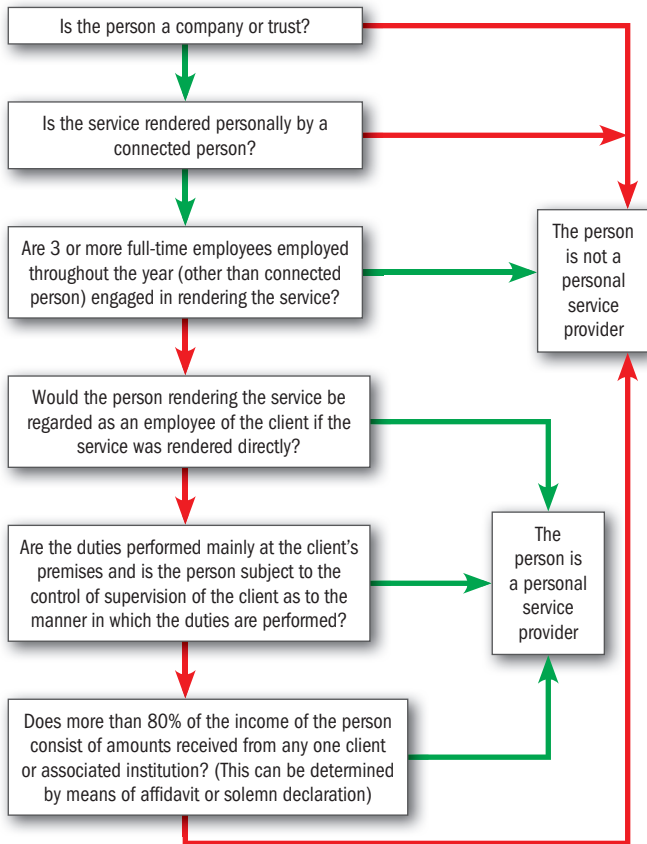 Is the person a company or trust?
Is the service rendered personally by a
connected person?
Are 3 or more full-time employees employed
throughout the year (other than connected
person) engaged in rendering the service?
The person
is not a
personal
service
provider
Would the person rendering the service be
regarded as an employee of the client if the
service was rendered directly?
Are the duties performed mainly at the client's
premises and is the person subject to the
control of supervision of the client as to the
manner in which the duties are performed?
The
person is
a personal
service
provider
Does more than 80% of the income of the person
consist of amounts received from any one client
or associated institution? (This can be determined
by means of affidavit or solemn declaration)